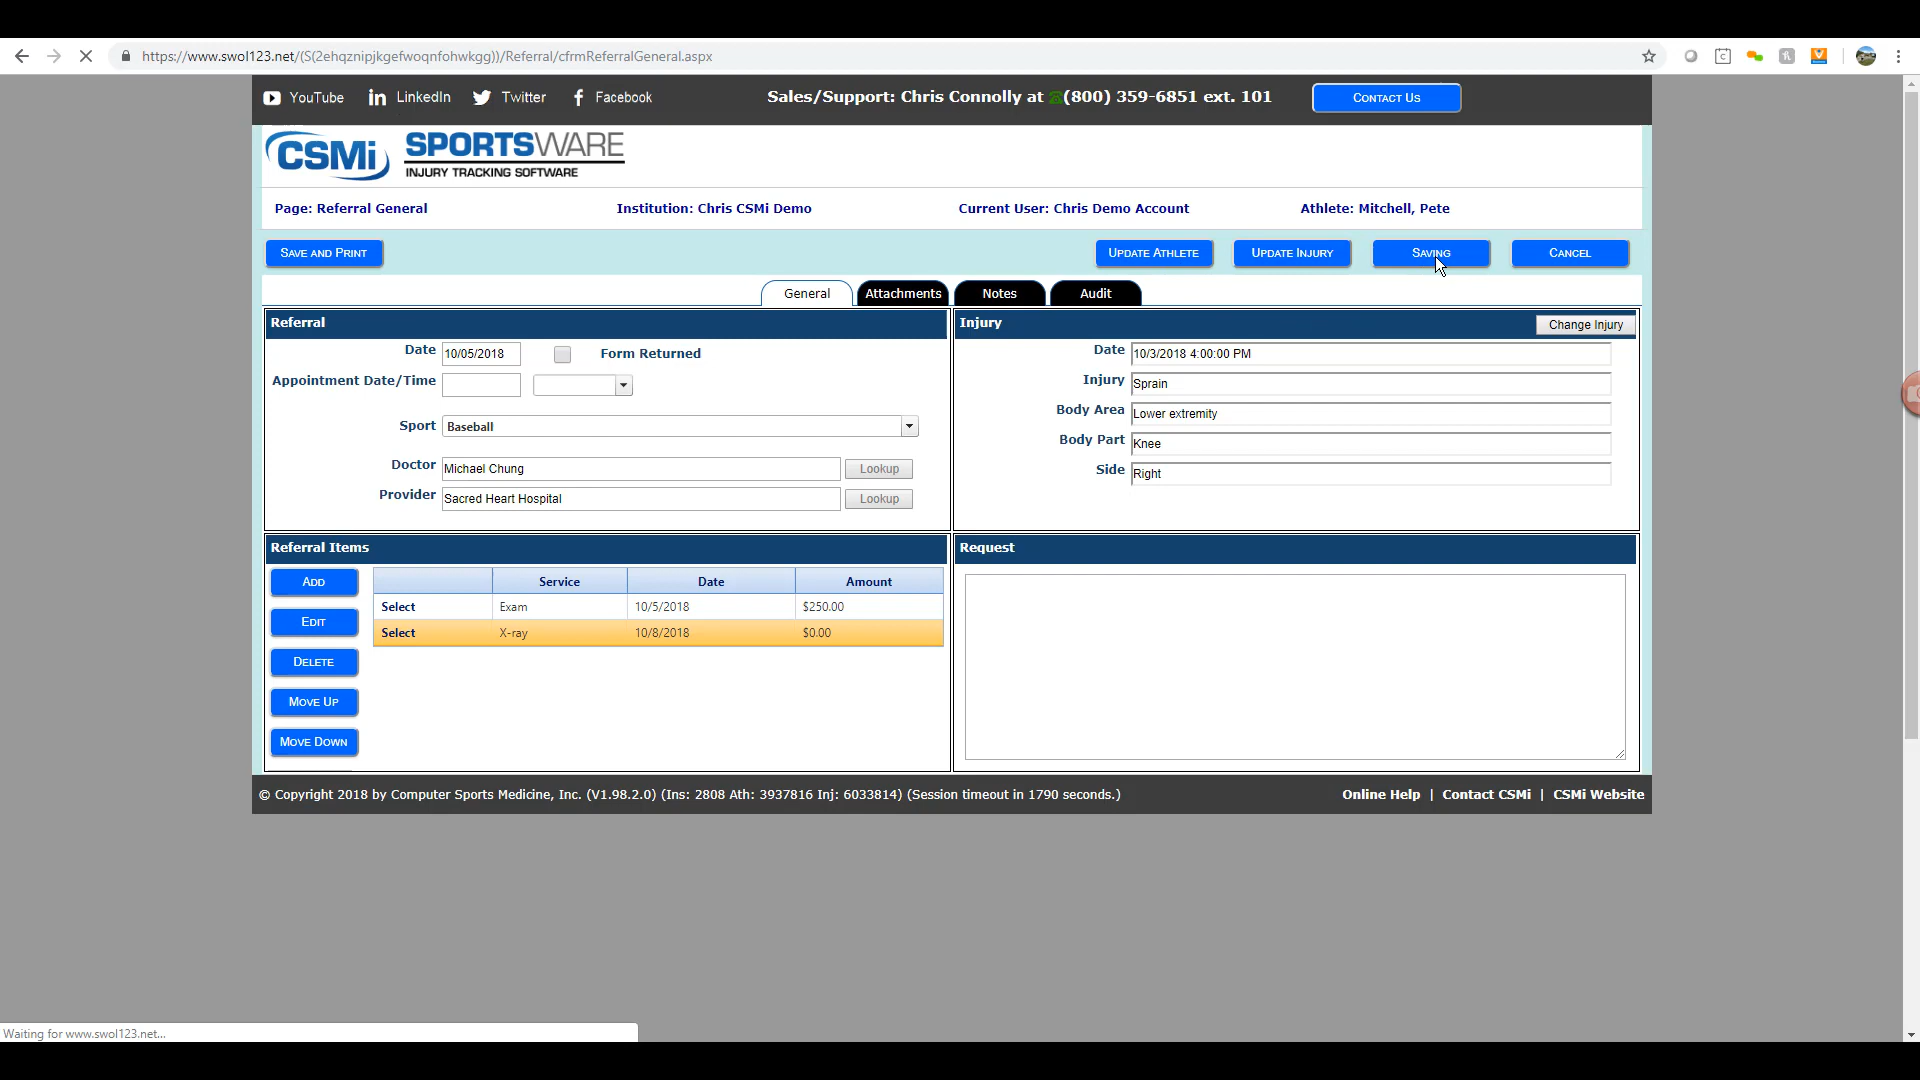 https://www.swol123.net/(S(2ehqznipjkgefwoqnfohwkgg))/Referral/cfrmReferralGeneral.aspx
YouTube LinkedIn Twitter Facebook Sales/Support: Chris Connolly at (800) 359-6851 ext. 101 CONTACT US
CSMi SPORTSWARE
INJURY TRACKING SOFTWARE
Page: Referral General Institution: Chris CSMi Demo Current User: Chris Demo Account Athlete: Mitchell, Pete
SAVE AND PRINT UPDATE ATHLETE UPDATE INJURY SAVING CANCEL
General Attachments Notes Audit
Referral
Date 10/05/2018 Form Returned
Appointment Date/Time
Sport Baseball
Doctor Michael Chung Lookup
Provider Sacred Heart Hospital Lookup
Injury Change Injury
Date 10/3/2018 4:00:00 PM
Injury Sprain
Body Area Lower extremity
Body Part Knee
Side Right
Referral Items
ADD
EDIT
DELETE
MOVE UP
MOVE DOWN
Service Date Amount
Select Exam 10/5/2018 $250.00
Select X-ray 10/8/2018 $0.00
Request
© Copyright 2018 by Computer Sports Medicine, Inc. (V1.98.2.0) (Ins: 2808 Ath: 3937816 Inj: 6033814) (Session timeout in 1790 seconds.) Online Help | Contact CSMi | CSMi Website
Waiting for www.swol123.net...